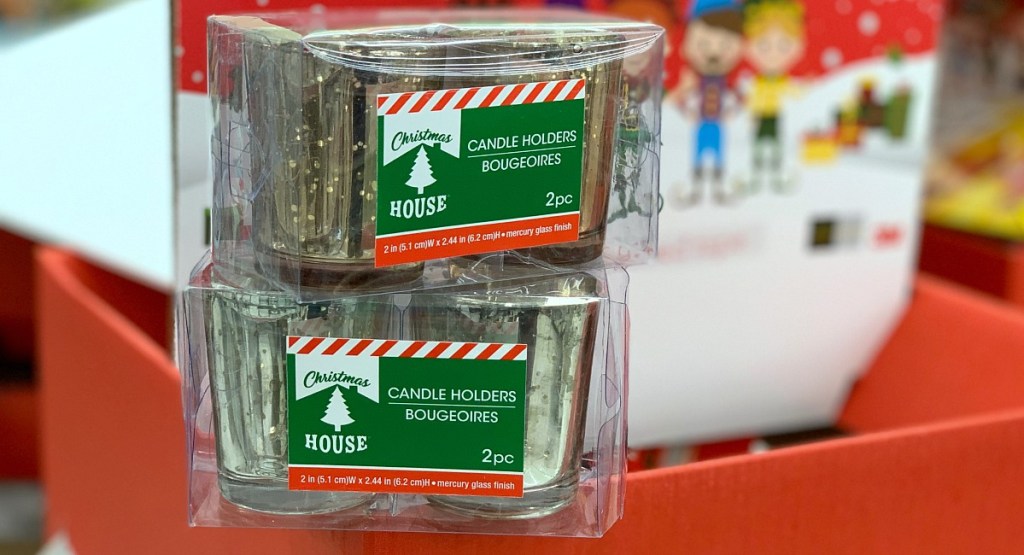 Christmas
HOUSE
CANDLE HOLDERS
BOUGEOIRES
2pc
2 in (5.1 cm)W x 2.44 in (6.2 cm)H • mercury glass finish
Christmas
HOUSE
CANDLE HOLDERS
BOUGEOIRES
2pc
2 in (5.1 cm)W x 2.44 in (6.2 cm)H • mercury glass finish